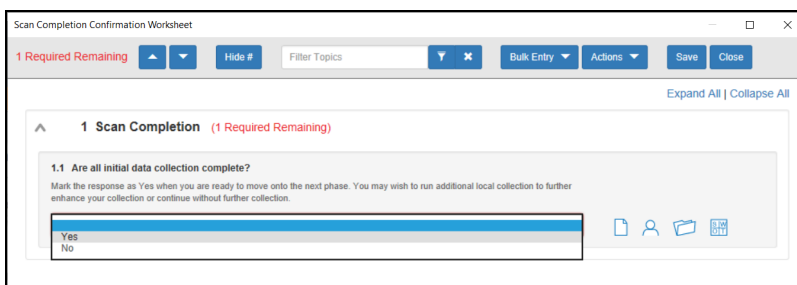 Scan Completion Confirmation Worksheet
1 Required Remaining Hide # Filter Topics Bulk Entry Actions Save Close
Expand All | Collapse All
1 Scan Completion (1 Required Remaining)
1.1 Are all initial data collection complete?
Mark the response as Yes when you are ready to move onto the next phase. You may wish to run additional local collection to further
enhance your collection or continue without further collection.
Yes
No
S W
O T